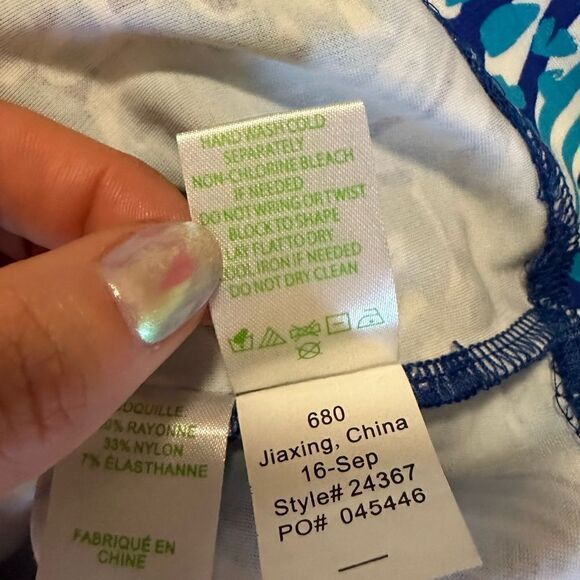 HAND WASH COLD
SEPARATELY
NON-CHLORINE BLEACH
IF NEEDED
DO NOT WRING OR TWIST
BLOCK TO SHAPE
LAY FLAT TO DRY
COOL IRON IF NEEDED
DO NOT DRY CLEAN
680
Jiaxing, China
16-Sep
Style# 24367
PO# 045446
RAYONNE
33% NYLON
7% ÉLASTHANNE
FABRIQUÉ EN
CHINE